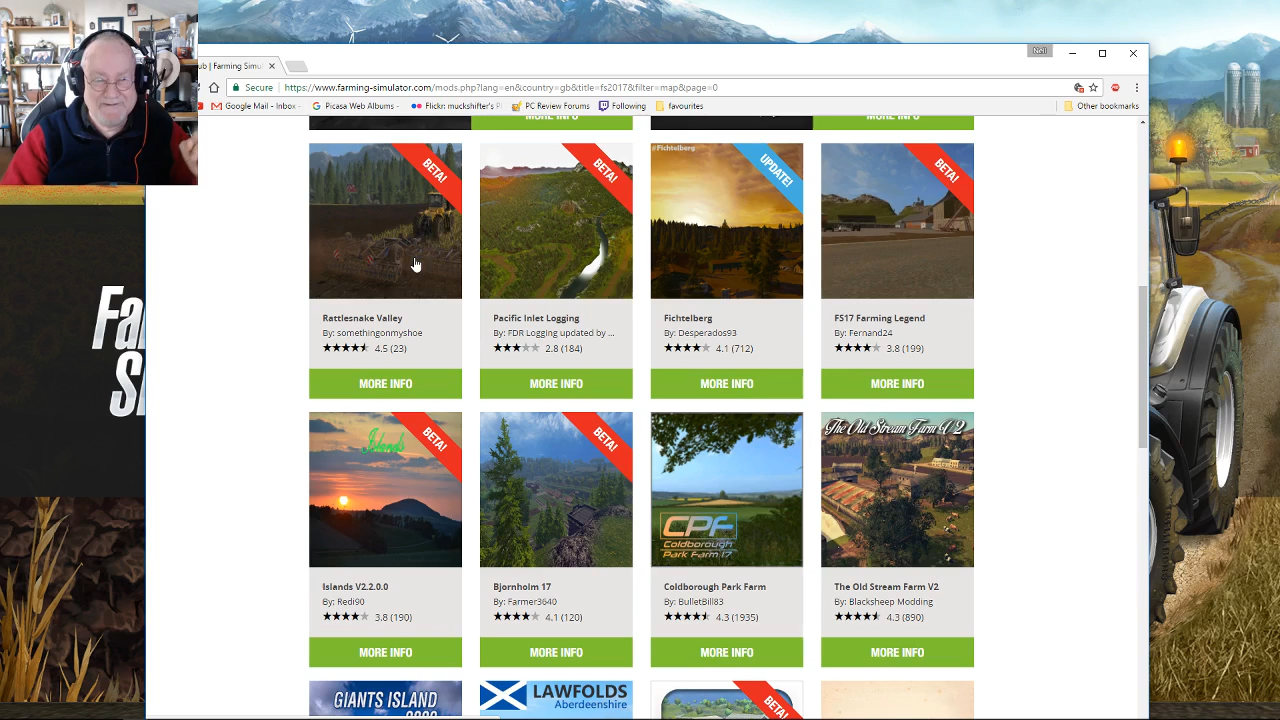 Neil
ub | Farming Simu
Secure | https://www.farming-simulator.com/mods.php?lang=en&country=gb&title=fs2017&filter=map&page=0
Google Mail - Inbox - Picasa Web Albums - Flickr: muckshifter's P PC Review Forums Following favourites Other bookmarks
MORE INFO MORE INFO
BETA! BETA! #Fichtelberg UPDATE! BETA!
Rattlesnake Valley Pacific Inlet Logging Fichtelberg FS17 Farming Legend
By: somethingonmyshoe By: FDR Logging updated by ... By: Desperados93 By: Fernand24
4.5 (23) 2.8 (184) 4.1 (712) 3.8 (199)
MORE INFO MORE INFO MORE INFO MORE INFO
Islands BETA! BETA! The Old Stream Farm V2
CPF
Coldborough
Park Farm 17
Islands V2.2.0.0 Bjornholm 17 Coldborough Park Farm The Old Stream Farm V2
By: Redi90 By: Farmer3640 By: BulletBill83 By: Blacksheep Modding
3.8 (190) 4.1 (120) 4.3 (1935) 4.3 (890)
MORE INFO MORE INFO MORE INFO MORE INFO
GIANTS ISLAND LAWFOLDS BETA!
Aberdeenshire
Fa
S